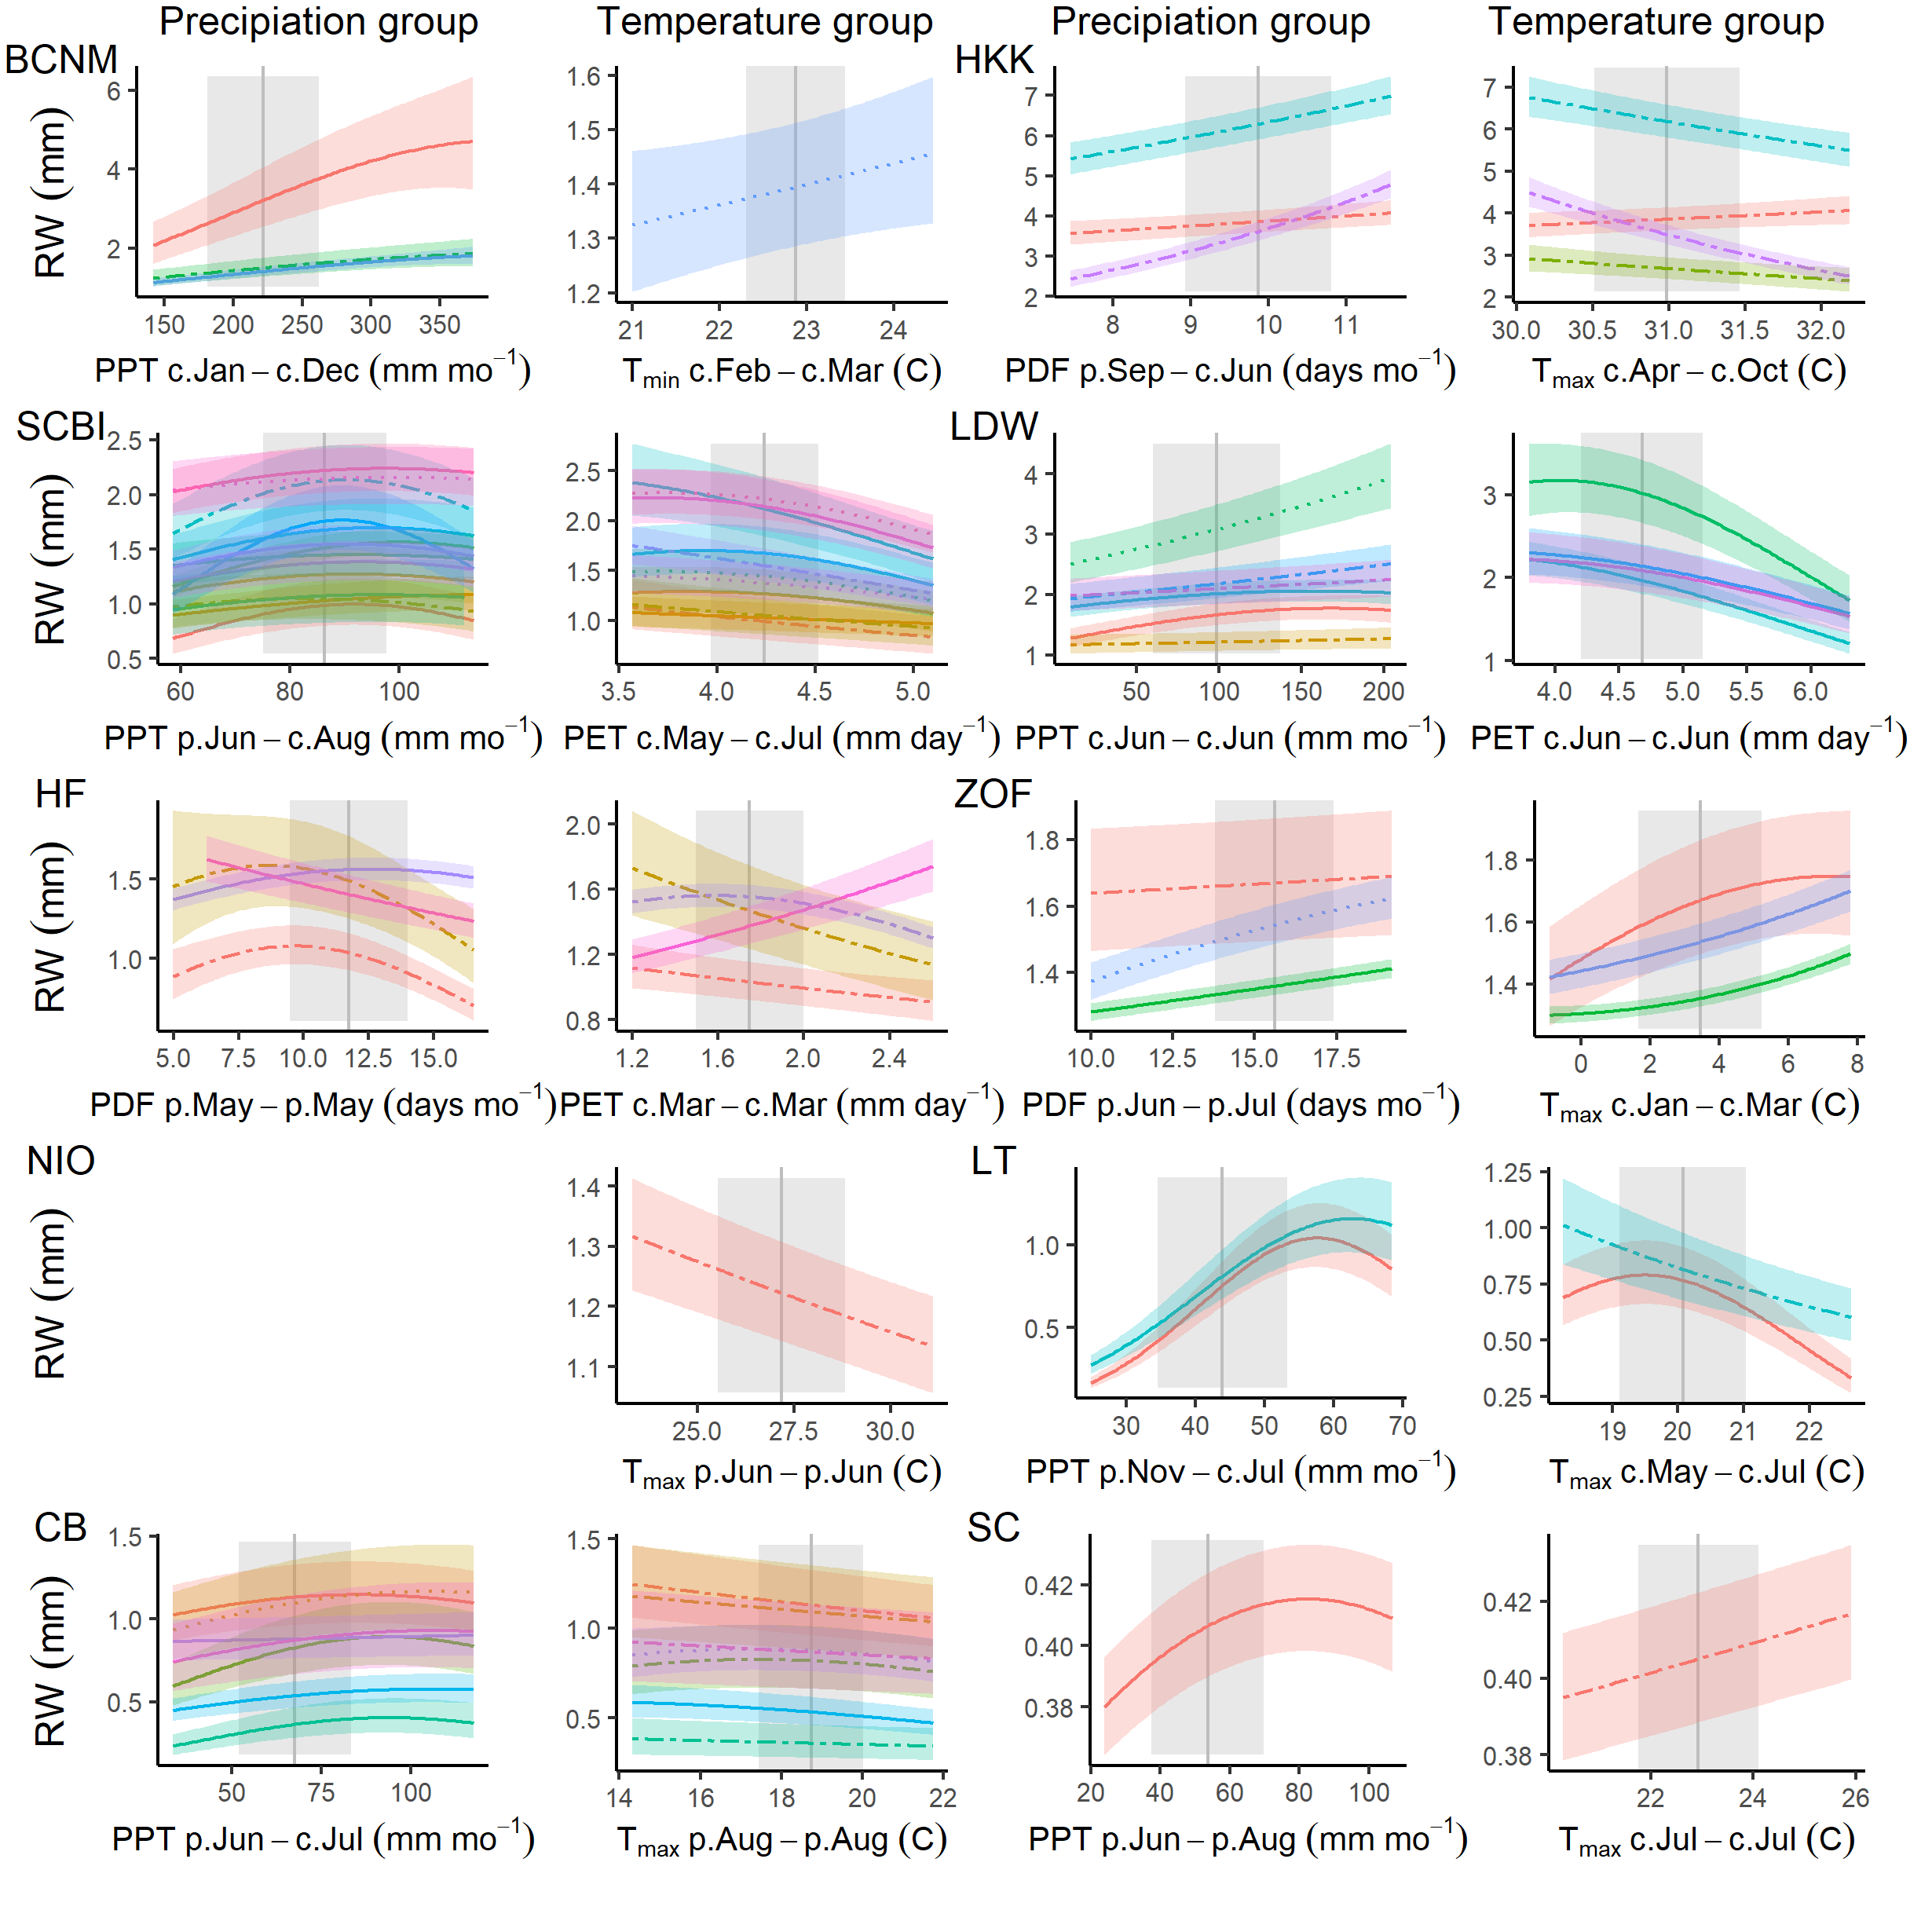 Precipiation group Temperature group Precipiation group Temperature group
BCNM HKK
RW (mm)
6
4
2
150 200 250 300 350
PPT c.Jan – c.Dec (mm mo−1)
1.6
1.5
1.4
1.3
1.2
21 22 23 24
Tmin c.Feb – c.Mar (C)
7
6
5
4
3
2
8 9 10 11
PDF p.Sep – c.Jun (days mo−1)
7
6
5
4
3
2
30.0 30.5 31.0 31.5 32.0
Tmax c.Apr – c.Oct (C)
SCBI LDW
RW (mm)
2.5
2.0
1.5
1.0
0.5
60 80 100
PPT p.Jun – c.Aug (mm mo−1)
2.5
2.0
1.5
1.0
3.5 4.0 4.5 5.0
PET c.May – c.Jul (mm day−1)
4
3
2
1
50 100 150 200
PPT c.Jun – c.Jun (mm mo−1)
3
2
1
4.0 4.5 5.0 5.5 6.0
PET c.Jun – c.Jun (mm day−1)
HF ZOF
RW (mm)
1.5
1.0
5.0 7.5 10.0 12.5 15.0
PDF p.May – p.May (days mo−1)
2.0
1.6
1.2
0.8
1.2 1.6 2.0 2.4
PET c.Mar – c.Mar (mm day−1)
1.8
1.6
1.4
10.0 12.5 15.0 17.5
PDF p.Jun – p.Jul (days mo−1)
1.8
1.6
1.4
0 2 4 6 8
Tmax c.Jan – c.Mar (C)
NIO LT
RW (mm)
1.4
1.3
1.2
1.1
25.0 27.5 30.0
Tmax p.Jun – p.Jun (C)
1.0
0.5
30 40 50 60 70
PPT p.Nov – c.Jul (mm mo−1)
1.25
1.00
0.75
0.50
0.25
19 20 21 22
Tmax c.May – c.Jul (C)
CB SC
RW (mm)
1.5
1.0
0.5
50 75 100
PPT p.Jun – c.Jul (mm mo−1)
1.5
1.0
0.5
14 16 18 20 22
Tmax p.Aug – p.Aug (C)
0.42
0.40
0.38
20 40 60 80 100
PPT p.Jun – p.Aug (mm mo−1)
0.42
0.40
0.38
22 24 26
Tmax c.Jul – c.Jul (C)